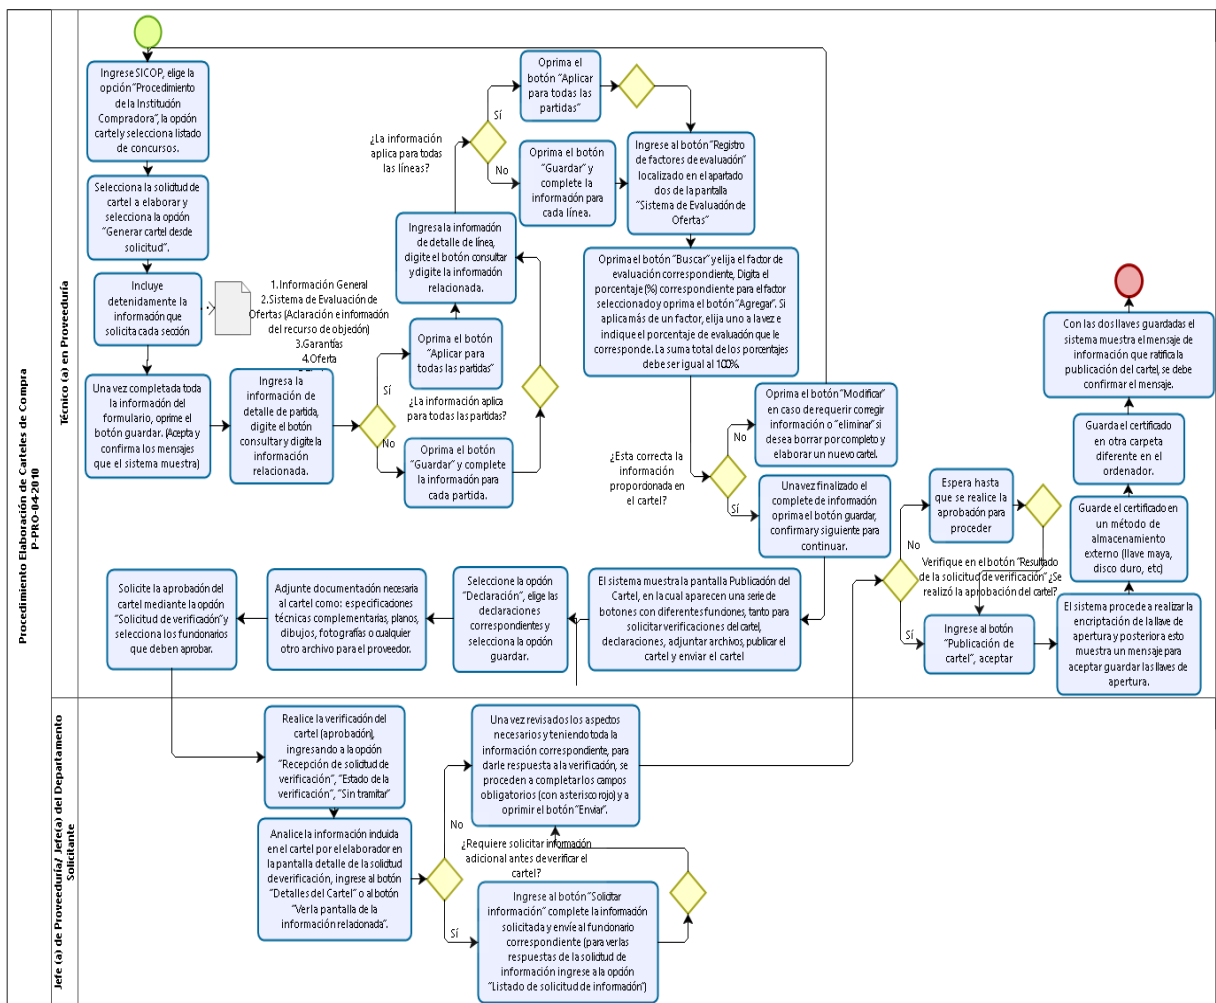 Procedimiento Elaboración de Carteles de Compra
P-PRO-04-2010
Técnico (a) en Proveeduría
Ingrese SICOP, elige la
opción "Procedimiento
de la Institución
Compradora", la opción
cartel y selecciona listado
de concursos.
Selecciona la solicitud de
cartel a elaborar y
selecciona la opción
"Generar cartel desde
solicitud".
Incluye
detenidamente la
información que
solicita cada sección
1.Información General
2.Sistema de Evaluación de
Ofertas (Aclaración e información
del recurso de objeción)
3.Garantías
4.Oferta
Una vez completada toda
la información del
formulario, oprime el
botón guardar. (Acepta y
confirma los mensajes
que el sistema muestra)
Ingresa la
información de
detalle de partida,
digite el botón
consultar y digite la
información
relacionada.
¿La información aplica
para todas las partidas?
Sí
No
Oprima el botón
"Aplicar para
todas las partidas"
Oprima el botón
"Guardar" y complete
la información para
cada partida.
Ingresa la información
de detalle de línea,
digite el botón consultar
y digite la información
relacionada.
¿La información
aplica para todas
las líneas?
Sí
No
Oprima el
botón "Aplicar
para todas las
partidas"
Oprima el botón
"Guardar" y
complete la
información para
cada línea.
Ingrese al botón "Registro
de factores de evaluación"
localizado en el apartado
dos de la pantalla
"Sistema de Evaluación de
Ofertas"
Oprima el botón "Buscar" y elija el factor de
evaluación correspondiente, Digita el
porcentaje (%) correspondiente para el factor
seleccionado y oprima el botón "Agregar". Si
aplica más de un factor, elija uno a la vez e
indique el porcentaje de evaluación que le
corresponde. La suma total de los porcentajes
debe ser igual al 100%.
¿Esta correcta la
información
proporcionada en
el cartel?
No
Sí
Oprima el botón "Modificar"
en caso de requerir corregir
información o "eliminar" si
desea borrar por completo y
elaborar un nuevo cartel.
Una vez finalizado el
complete de información
oprima el botón guardar,
confirmar y siguiente para
continuar.
El sistema muestra la pantalla Publicación del
Cartel, en la cual aparecen una serie de
botones con diferentes funciones, tanto para
solicitar verificaciones del cartel,
declaraciones, adjuntar archivos, publicar el
cartel y enviar el cartel
Seleccione la opción
"Declaración", elige las
declaraciones
correspondientes y
selecciona la opción
guardar.
Adjunte documentación necesaria
al cartel como: especificaciones
técnicas complementarias, planos,
dibujos, fotografías o cualquier
otro archivo para el proveedor.
Solicite la aprobación del
cartel mediante la opción
"Solicitud de verificación" y
selecciona los funcionarios
que deben aprobar.
Jefe (a) de Proveeduría/ Jefe(a) del Departamento
Solicitante
Realice la verificación del
cartel (aprobación),
ingresando a la opción
"Recepción de solicitud de
verificación", "Estado de la
verificación", "Sin tramitar"
Analice la información incluida
en el cartel por el elaborador en
la pantalla detalle de la solicitud
de verificación, ingrese al botón
"Detalles del Cartel" o al botón
"Ver la pantalla de la
información relacionada".
No
Sí
¿Requiere solicitar información
adicional antes de verificar el
cartel?
Una vez revisados los aspectos
necesarios y teniendo toda la
información correspondiente, para
darle respuesta a la verificación, se
proceden a completar los campos
obligatorios (con asterisco rojo) y a
oprimir el botón "Enviar".
Ingrese al botón "Solicitar
información" complete la información
solicitada y envíe al funcionario
correspondiente (para ver las
respuestas de la solicitud de
información ingrese a la opción
"Listado de solicitud de información")
Verifique en el botón "Resultado
de la solicitud de verificación" ¿Se
realizó la aprobación del cartel?
No
Sí
Espera hasta
que se realice la
aprobación para
proceder
Ingrese al botón
"Publicación de
cartel", aceptar
El sistema procede a realizar la
encriptación de la llave de
apertura y posterior a esto
muestra un mensaje para
aceptar guardar las llaves de
apertura.
Guarde el certificado en
un método de
almacenamiento
externo (llave maya,
disco duro, etc)
Guarda el certificado
en otra carpeta
diferente en el
ordenador.
Con las dos llaves guardadas el
sistema muestra el mensaje de
información que ratifica la
publicación del cartel, se debe
confirmar el mensaje.